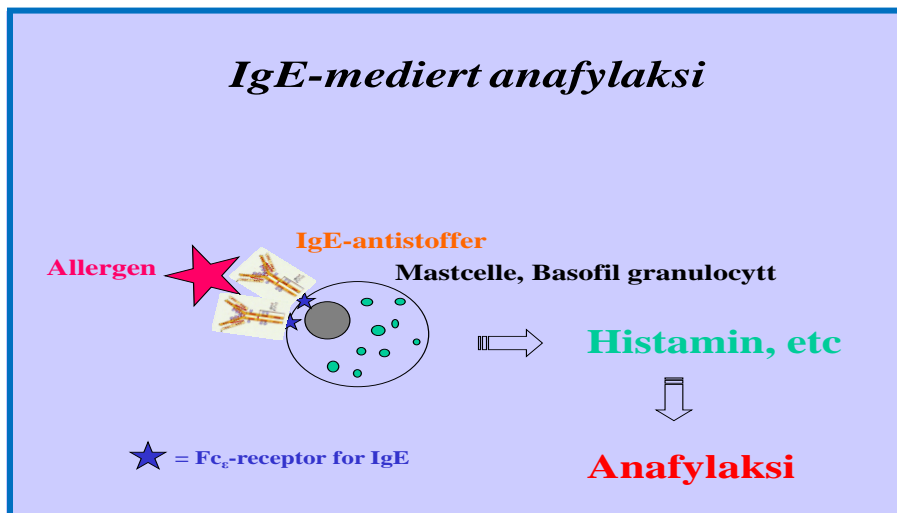 IgE-mediert anafylaksi
IgE-antistoffer
Allergen
Mastcelle, Basofil granulocytt
Histamin, etc
= Fcε-receptor for IgE
Anafylaksi